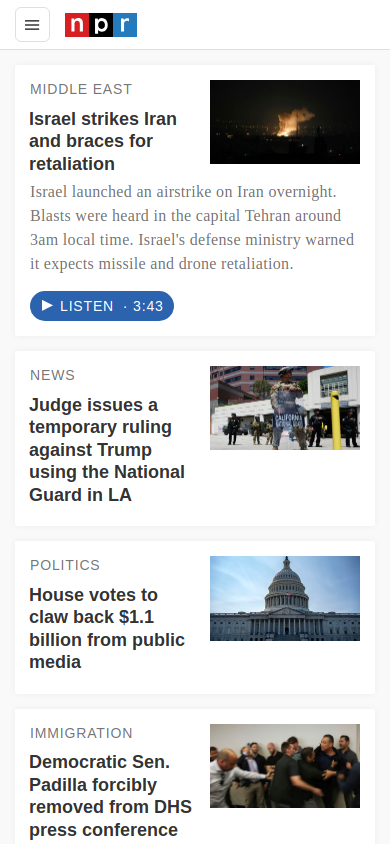 npr
MIDDLE EAST
Israel strikes Iran
and braces for
retaliation
Israel launched an airstrike on Iran overnight.
Blasts were heard in the capital Tehran around
3am local time. Israel's defense ministry warned
it expects missile and drone retaliation.
LISTEN · 3:43
NEWS
Judge issues a
temporary ruling
against Trump
using the National
Guard in LA
CALIFORNIA
POLITICS
House votes to
claw back $1.1
billion from public
media
IMMIGRATION
Democratic Sen.
Padilla forcibly
removed from DHS
press conference